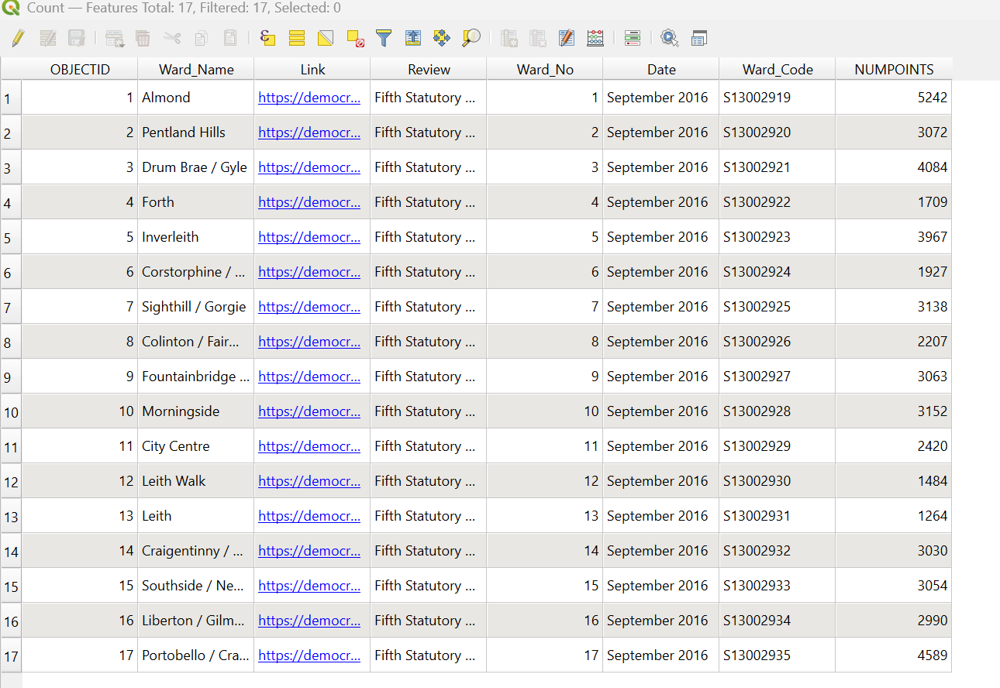 Count — Features Total: 17, Filtered: 17, Selected: 0
OBJECTID Ward_Name Link Review Ward_No Date Ward_Code NUMPOINTS
1 1 Almond https://democr... Fifth Statutory ... 1 September 2016 S13002919 5242
2 2 Pentland Hills https://democr... Fifth Statutory ... 2 September 2016 S13002920 3072
3 3 Drum Brae / Gyle https://democr... Fifth Statutory ... 3 September 2016 S13002921 4084
4 4 Forth https://democr... Fifth Statutory ... 4 September 2016 S13002922 1709
5 5 Inverleith https://democr... Fifth Statutory ... 5 September 2016 S13002923 3967
6 6 Corstorphine / ... https://democr... Fifth Statutory ... 6 September 2016 S13002924 1927
7 7 Sighthill / Gorgie https://democr... Fifth Statutory ... 7 September 2016 S13002925 3138
8 8 Colinton / Fair... https://democr... Fifth Statutory ... 8 September 2016 S13002926 2207
9 9 Fountainbridge ... https://democr... Fifth Statutory ... 9 September 2016 S13002927 3063
10 10 Morningside https://democr... Fifth Statutory ... 10 September 2016 S13002928 3152
11 11 City Centre https://democr... Fifth Statutory ... 11 September 2016 S13002929 2420
12 12 Leith Walk https://democr... Fifth Statutory ... 12 September 2016 S13002930 1484
13 13 Leith https://democr... Fifth Statutory ... 13 September 2016 S13002931 1264
14 14 Craigentinny / ... https://democr... Fifth Statutory ... 14 September 2016 S13002932 3030
15 15 Southside / Ne... https://democr... Fifth Statutory ... 15 September 2016 S13002933 3054
16 16 Liberton / Gilm... https://democr... Fifth Statutory ... 16 September 2016 S13002934 2990
17 17 Portobello / Cra... https://democr... Fifth Statutory ... 17 September 2016 S13002935 4589